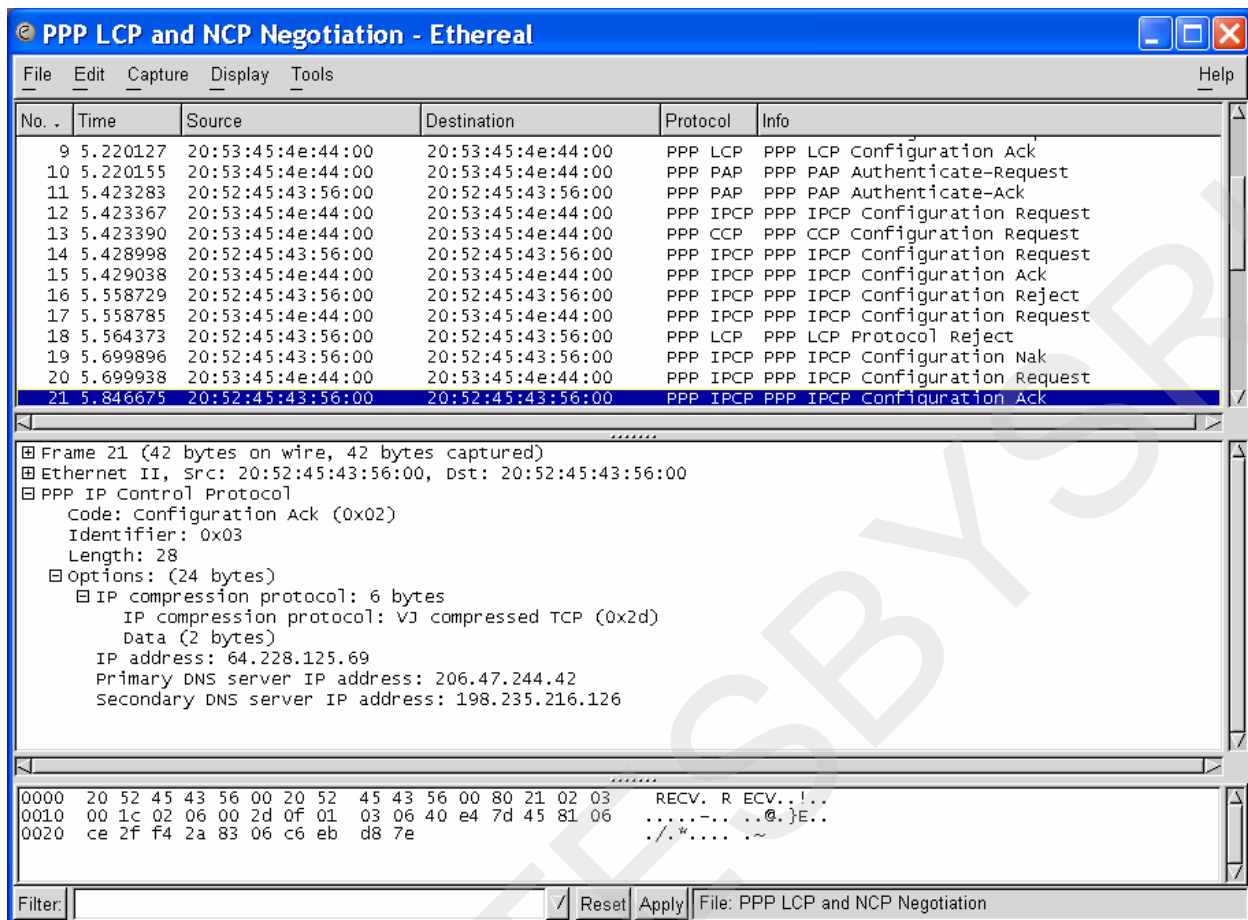 PPP LCP and NCP Negotiation - Ethereal
File Edit Capture Display Tools Help
No. . Time Source Destination Protocol Info
9 5.220127 20:53:45:4e:44:00 20:53:45:4e:44:00 PPP LCP PPP LCP Configuration Ack
10 5.220155 20:53:45:4e:44:00 20:53:45:4e:44:00 PPP PAP PPP PAP Authenticate-Request
11 5.423283 20:52:45:43:56:00 20:52:45:43:56:00 PPP PAP PPP PAP Authenticate-Ack
12 5.423367 20:53:45:4e:44:00 20:53:45:4e:44:00 PPP IPCP PPP IPCP Configuration Request
13 5.423390 20:53:45:4e:44:00 20:53:45:4e:44:00 PPP CCP PPP CCP Configuration Request
14 5.428998 20:52:45:43:56:00 20:52:45:43:56:00 PPP IPCP PPP IPCP Configuration Request
15 5.429038 20:53:45:4e:44:00 20:53:45:4e:44:00 PPP IPCP PPP IPCP Configuration Ack
16 5.558729 20:52:45:43:56:00 20:52:45:43:56:00 PPP IPCP PPP IPCP Configuration Reject
17 5.558785 20:53:45:4e:44:00 20:53:45:4e:44:00 PPP IPCP PPP IPCP Configuration Request
18 5.564373 20:52:45:43:56:00 20:52:45:43:56:00 PPP LCP PPP LCP Protocol Reject
19 5.699896 20:52:45:43:56:00 20:52:45:43:56:00 PPP IPCP PPP IPCP Configuration Nak
20 5.699938 20:53:45:4e:44:00 20:53:45:4e:44:00 PPP IPCP PPP IPCP Configuration Request
21 5.846675 20:52:45:43:56:00 20:52:45:43:56:00 PPP IPCP PPP IPCP Configuration Ack
Frame 21 (42 bytes on wire, 42 bytes captured)
Ethernet II, Src: 20:52:45:43:56:00, Dst: 20:52:45:43:56:00
PPP IP Control Protocol
Code: Configuration Ack (0x02)
Identifier: 0x03
Length: 28
Options: (24 bytes)
IP compression protocol: 6 bytes
IP compression protocol: VJ compressed TCP (0x2d)
Data (2 bytes)
IP address: 64.228.125.69
Primary DNS server IP address: 206.47.244.42
Secondary DNS server IP address: 198.235.216.126
0000 20 52 45 43 56 00 20 52 45 43 56 00 80 21 02 03 RECV. R ECV..!..
0010 00 1c 02 06 00 2d 0f 01 03 06 40 e4 7d 45 81 06 .....-.. ..@.}E..
0020 ce 2f f4 2a 83 06 c6 eb d8 7e ./.*.... .~
Filter: Reset Apply File: PPP LCP and NCP Negotiation
ESBYSRI